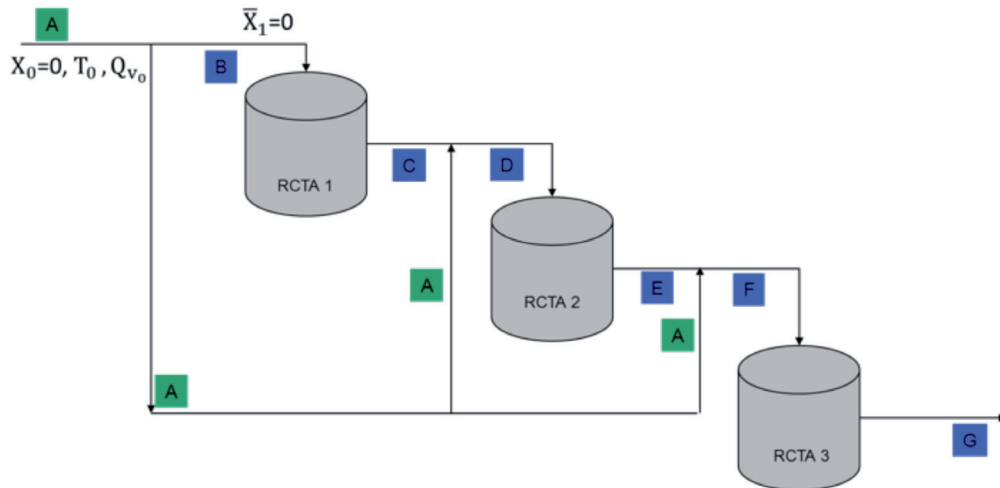 A
X̅₁=0
X₀=0, T₀ , Qᵥ₀
B
RCTA 1
C
D
A
RCTA 2
E
F
A
A
RCTA 3
G